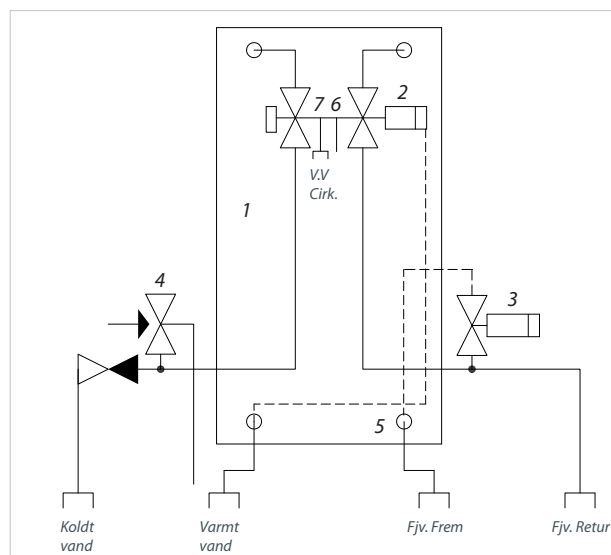 7 6
2
V.V
Cirk.
1
4
3
5
Koldt
vand
Varmt
vand
Fjv. Frem
Fjv. Retur